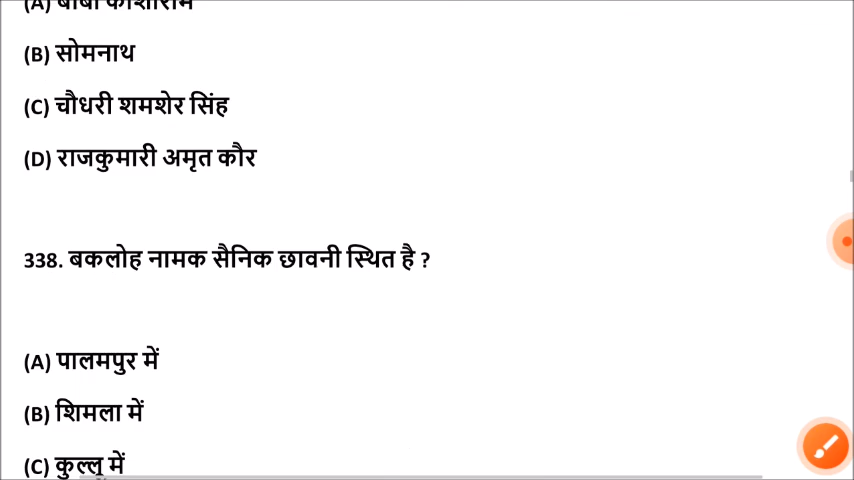 (A) बाबा कांशीराम
(B) सोमनाथ
(C) चौधरी शमशेर सिंह
(D) राजकुमारी अमृत कौर
338. बकलोह नामक सैनिक छावनी स्थित है ?
(A) पालमपुर में
(B) शिमला में
(C) कुल्लू में